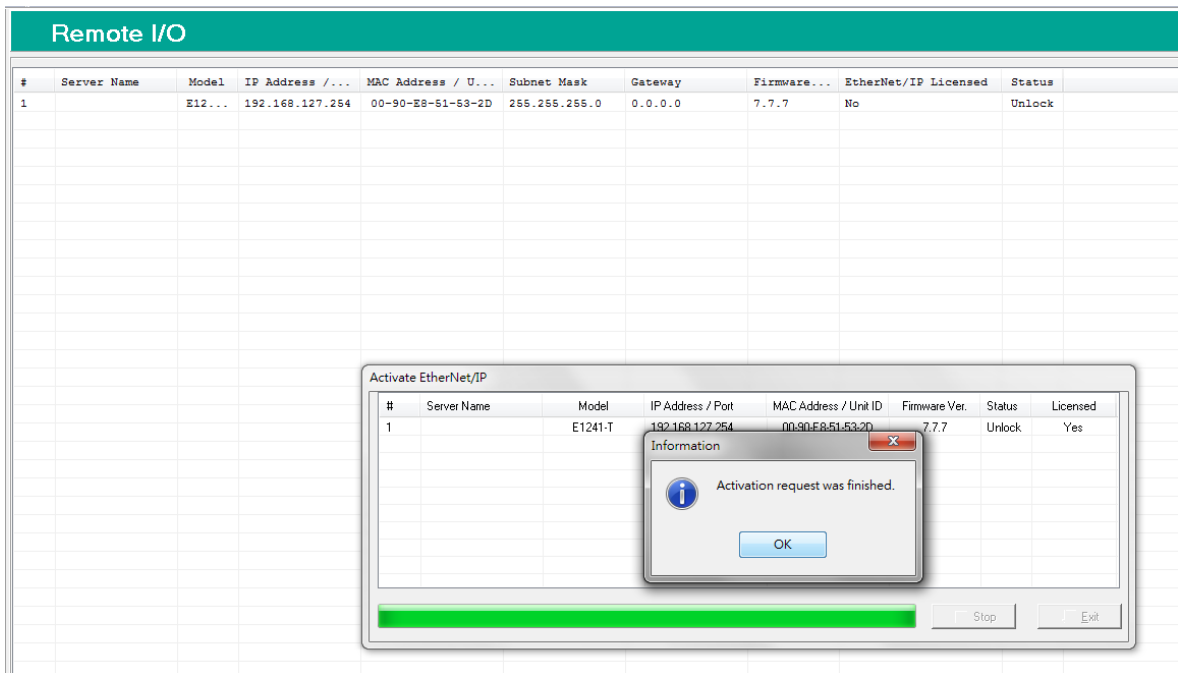 Remote I/O
# Server Name Model IP Address /... MAC Address / U... Subnet Mask Gateway Firmware... EtherNet/IP Licensed Status
1 E12... 192.168.127.254 00-90-E8-51-53-2D 255.255.255.0 0.0.0.0 7.7.7 No Unlock
Activate EtherNet/IP
# Server Name Model IP Address / Port MAC Address / Unit ID Firmware Ver. Status Licensed
1 E1241-T 192.168.127.254 00-90-E8-51-53-2D 7.7.7 Unlock Yes
Information
Activation request was finished.
OK
Stop Exit